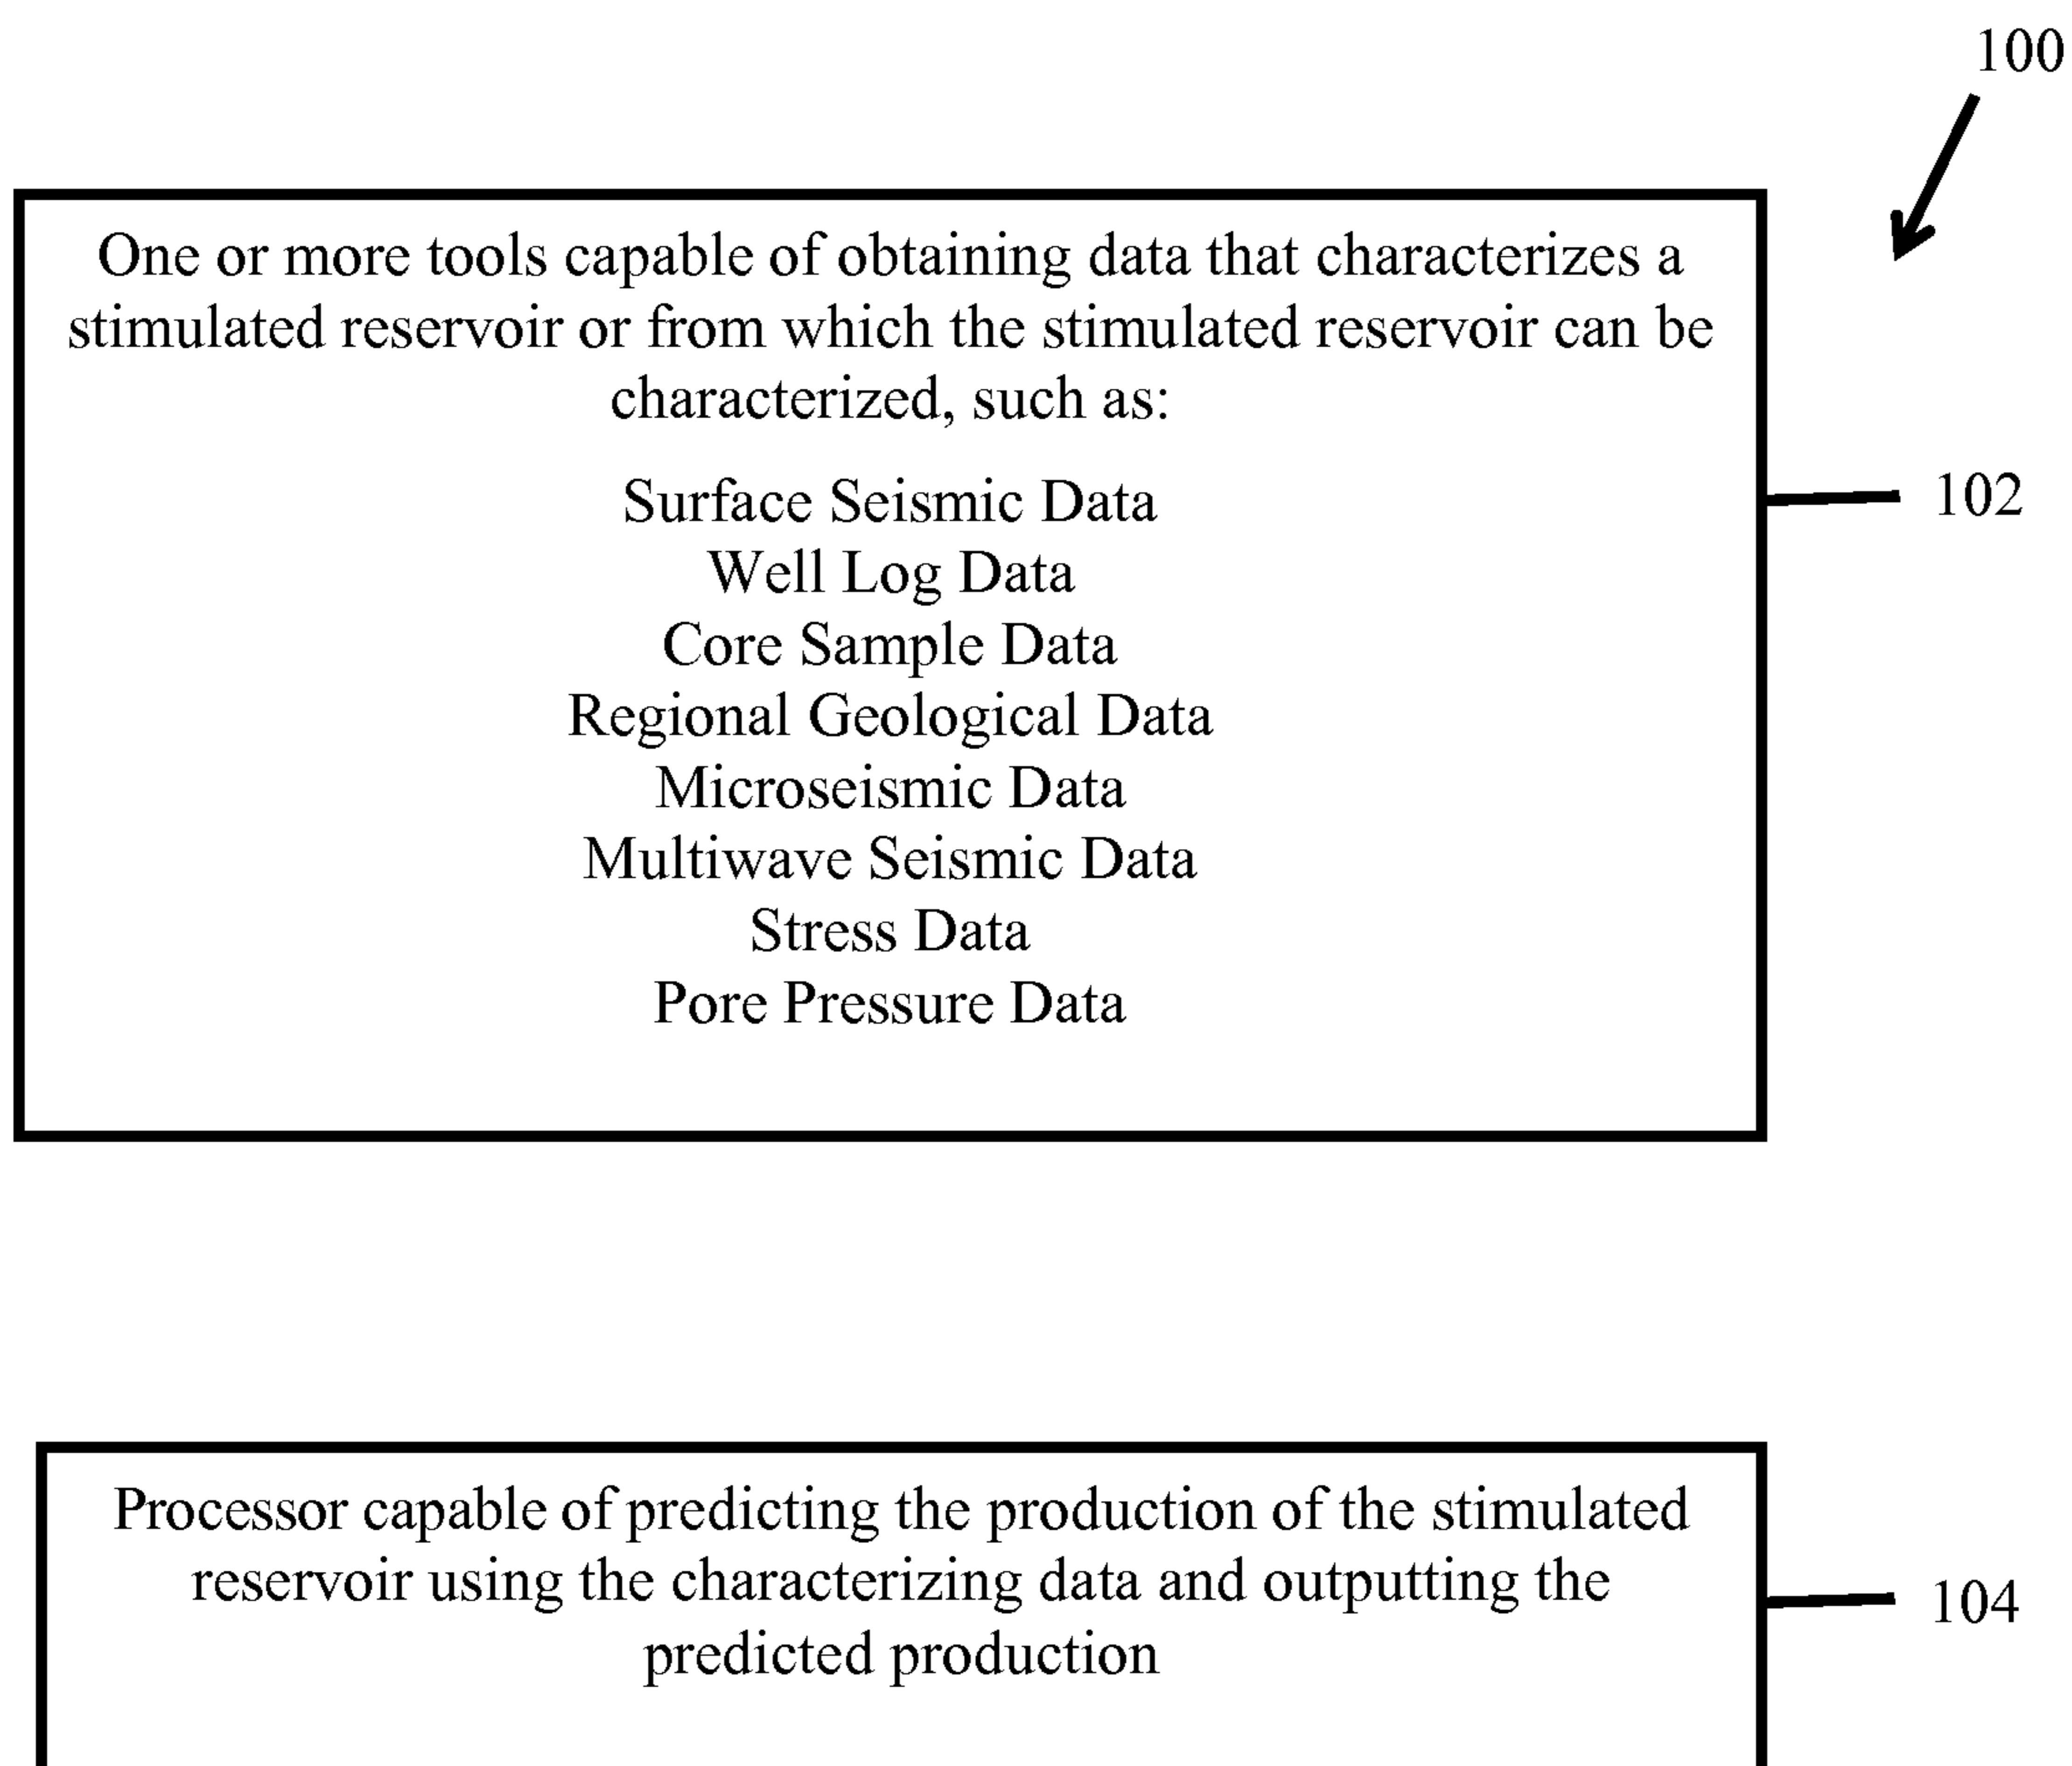 100
One or more tools capable of obtaining data that characterizes a
stimulated reservoir or from which the stimulated reservoir can be
characterized, such as:
Surface Seismic Data
102
Well Log Data
Core Sample Data
Regional Geological Data
Microseismic Data
Multiwave Seismic Data
Stress Data
Pore Pressure Data
Processor capable of predicting the production of the stimulated
reservoir using the characterizing data and outputting the
104
predicted production